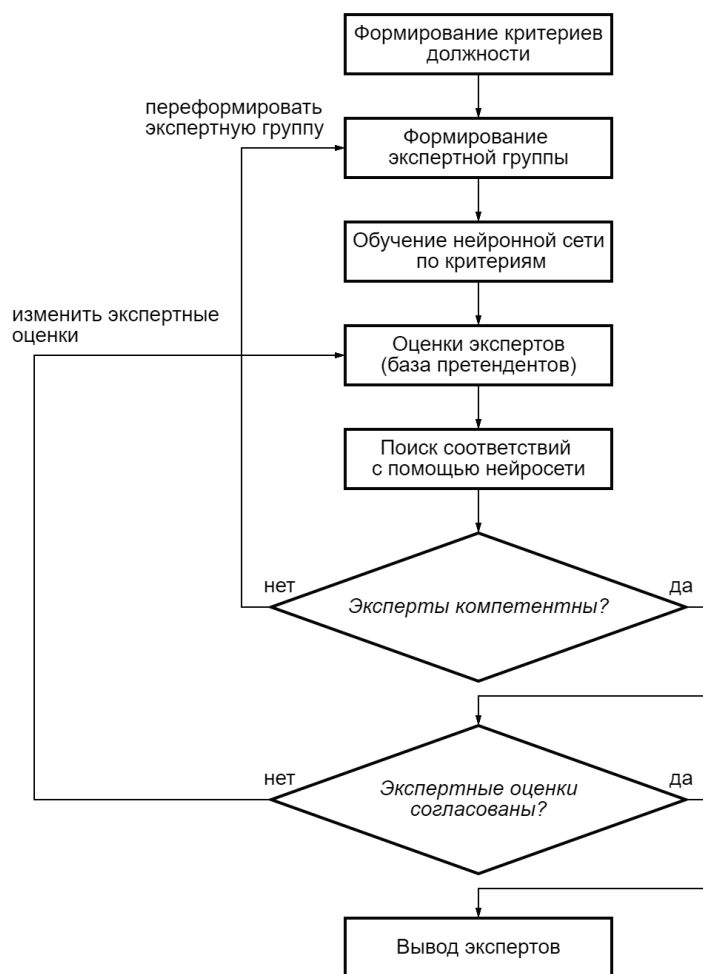 Формирование критериев
должности
переформировать
экспертную группу
Формирование
экспертной группы
Обучение нейронной сети
по критериям
изменить экспертные
оценки
Оценки экспертов
(база претендентов)
Поиск соответствий
с помощью нейросети
нет
да
Эксперты компетентны?
нет
да
Экспертные оценки
согласованы?
Вывод экспертов